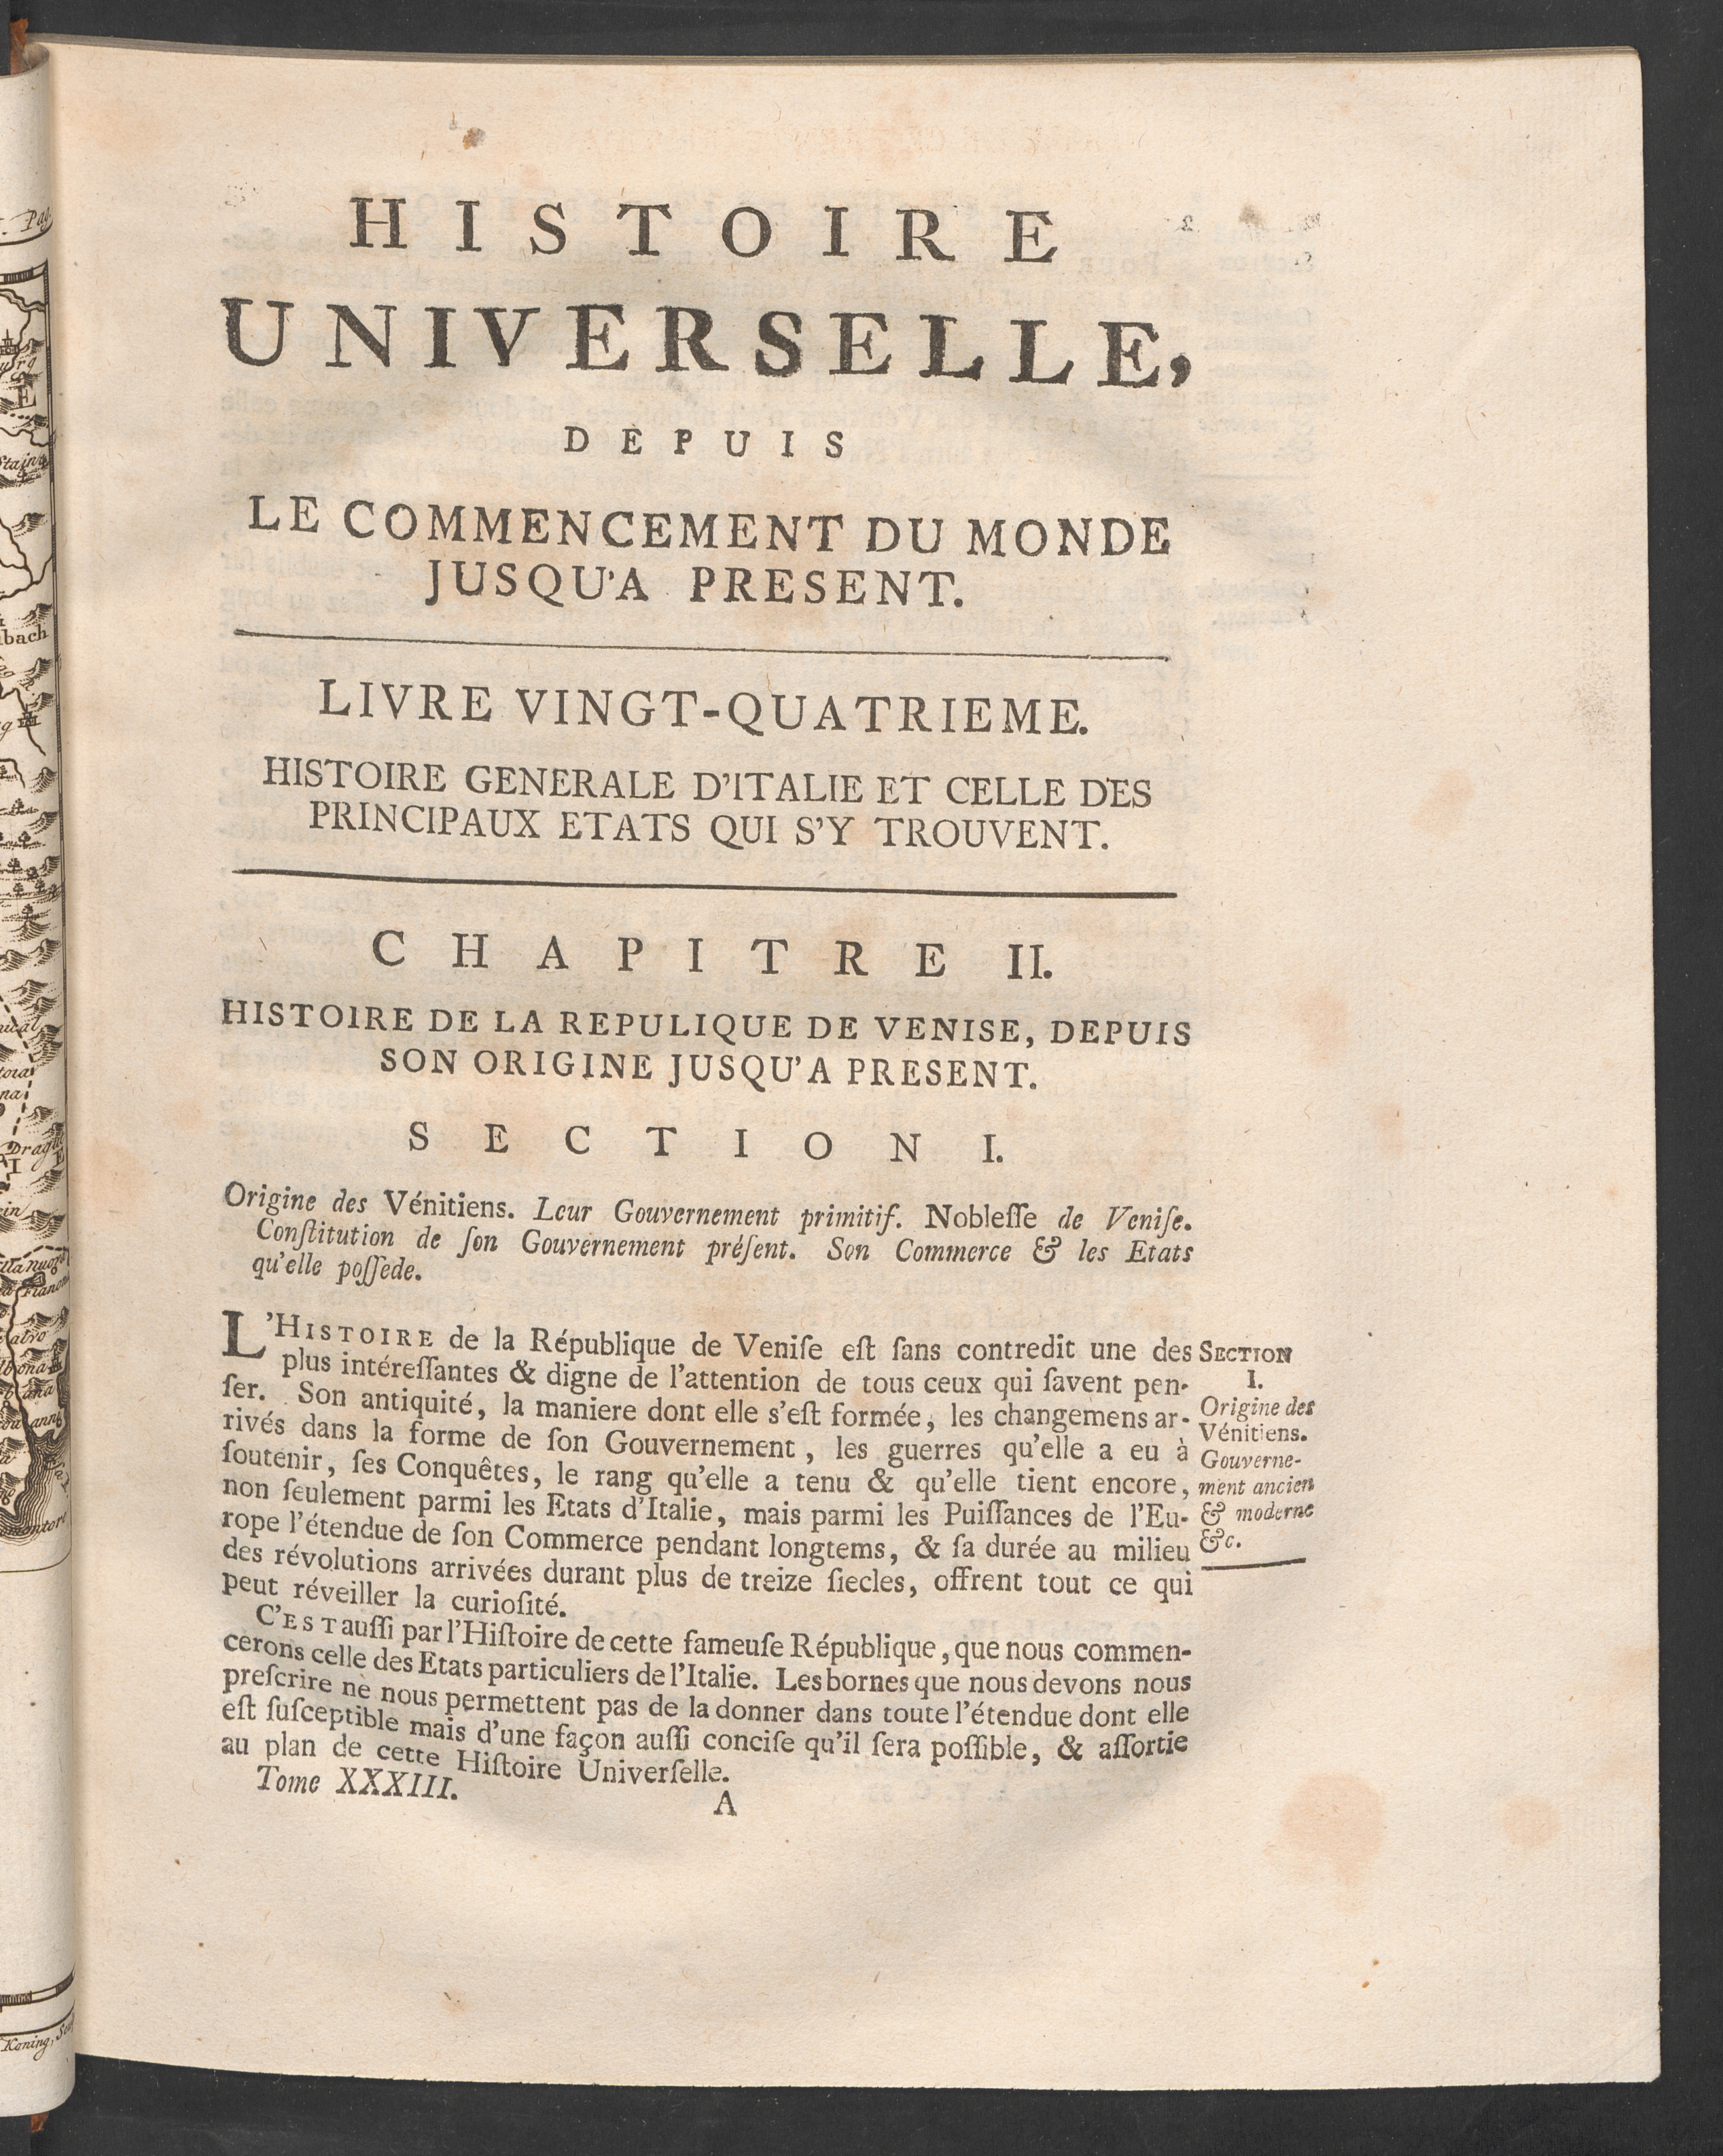 HISTOIRE
UNIVERSELLE,
DEPUIS
LE COMMENCEMENT DU MONDE
JUSQU'A PRESENT.
LIVRE VINGT-QUATRIEME.
HISTOIRE GENERALE D'ITALIE ET CELLE DES
PRINCIPAUX ETATS QUI S'Y TROUVENT.
CHAPITRE II.
HISTOIRE DE LA REPULIQUE DE VENISE, DEPUIS
SON ORIGINE JUSQU'A PRESENT.
SECTION I.
Origine des Vénitiens. Leur Gouvernement primitif. Nobleſſe de Veniſe.
Conſtitution de ſon Gouvernement préſent. Son Commerce & les Etats
qu'elle poſſede.
L'HISTOIRE de la République de Veniſe eſt ſans contredit une des
plus intéreſſantes & digne de l'attention de tous ceux qui ſavent pen-
ſer. Son antiquité, la maniere dont elle s'eſt formée, les changemens ar-
rivés dans la forme de ſon Gouvernement, les guerres qu'elle a eu à
ſoutenir, ſes Conquêtes, le rang qu'elle a tenu & qu'elle tient encore,
non ſeulement parmi les Etats d'Italie, mais parmi les Puiſſances de l'Eu-
rope l'étendue de ſon Commerce pendant longtems, & ſa durée au milieu
des révolutions arrivées durant plus de treize ſiecles, offrent tout ce qui
peut réveiller la curioſité.
C'EST auſſi par l'Hiſtoire de cette fameuſe République, que nous commen-
cerons celle des Etats particuliers de l'Italie. Les bornes que nous devons nous
preſcrire ne nous permettent pas de la donner dans toute l'étendue dont elle
eſt ſuſceptible mais d'une façon auſſi conciſe qu'il ſera poſſible, & aſſortie
au plan de cette Hiſtoire Univerſelle.
Tome XXXIII.
A
SECTION
I.
Origine des
Vénitiens.
Gouverne-
ment ancien
& moderne
&c.
bach
Koning,